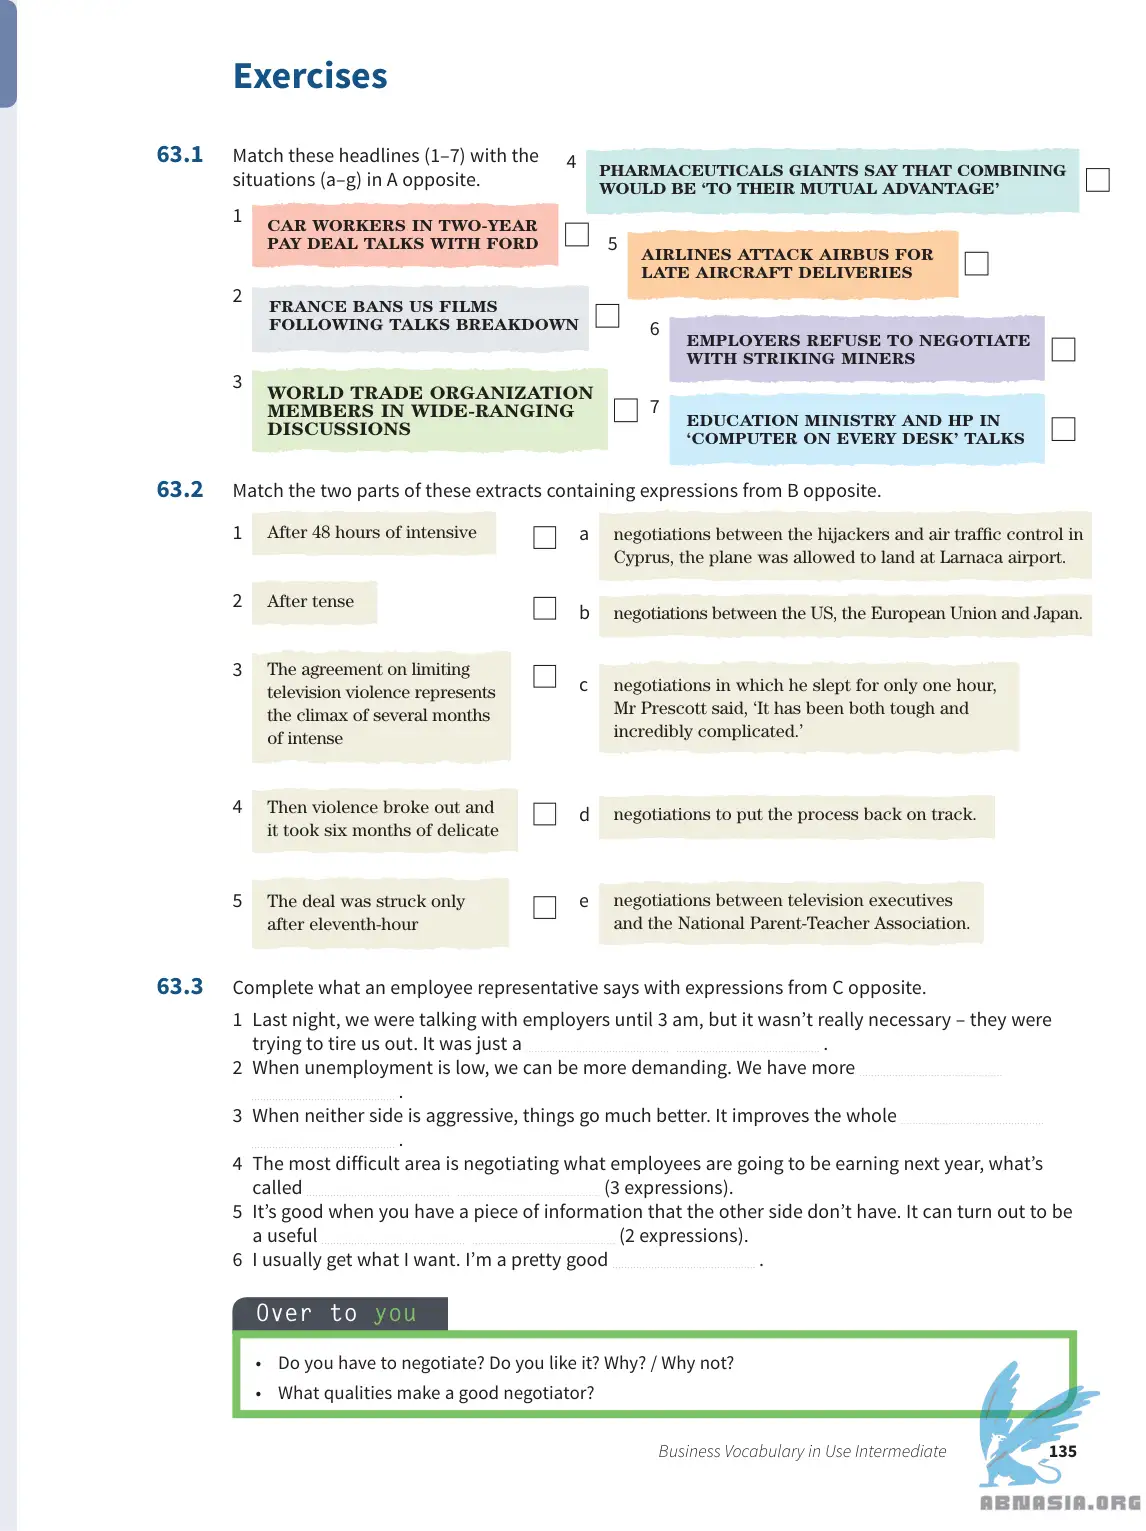 Exercises
63.1 Match these headlines (1–7) with the
situations (a–g) in A opposite.
1 CAR WORKERS IN TWO-YEAR
PAY DEAL TALKS WITH FORD
2 FRANCE BANS US FILMS
FOLLOWING TALKS BREAKDOWN
3 WORLD TRADE ORGANIZATION
MEMBERS IN WIDE-RANGING
DISCUSSIONS
4 PHARMACEUTICALS GIANTS SAY THAT COMBINING
WOULD BE ‘TO THEIR MUTUAL ADVANTAGE’
5 AIRLINES ATTACK AIRBUS FOR
LATE AIRCRAFT DELIVERIES
6 EMPLOYERS REFUSE TO NEGOTIATE
WITH STRIKING MINERS
7 EDUCATION MINISTRY AND HP IN
‘COMPUTER ON EVERY DESK’ TALKS
63.2 Match the two parts of these extracts containing expressions from B opposite.
1 After 48 hours of intensive
2 After tense
3 The agreement on limiting
television violence represents
the climax of several months
of intense
4 Then violence broke out and
it took six months of delicate
5 The deal was struck only
after eleventh-hour
a negotiations between the hijackers and air traffic control in
Cyprus, the plane was allowed to land at Larnaca airport.
b negotiations between the US, the European Union and Japan.
c negotiations in which he slept for only one hour,
Mr Prescott said, ‘It has been both tough and
incredibly complicated.’
d negotiations to put the process back on track.
e negotiations between television executives
and the National Parent-Teacher Association.
63.3 Complete what an employee representative says with expressions from C opposite.
1 Last night, we were talking with employers until 3 am, but it wasn’t really necessary – they were
trying to tire us out. It was just a .
2 When unemployment is low, we can be more demanding. We have more
.
3 When neither side is aggressive, things go much better. It improves the whole
.
4 The most difficult area is negotiating what employees are going to be earning next year, what’s
called (3 expressions).
5 It’s good when you have a piece of information that the other side don’t have. It can turn out to be
a useful (2 expressions).
6 I usually get what I want. I’m a pretty good .
Over to you
• Do you have to negotiate? Do you like it? Why? / Why not?
• What qualities make a good negotiator?
Business Vocabulary in Use Intermediate 135
ABNASIA.ORG